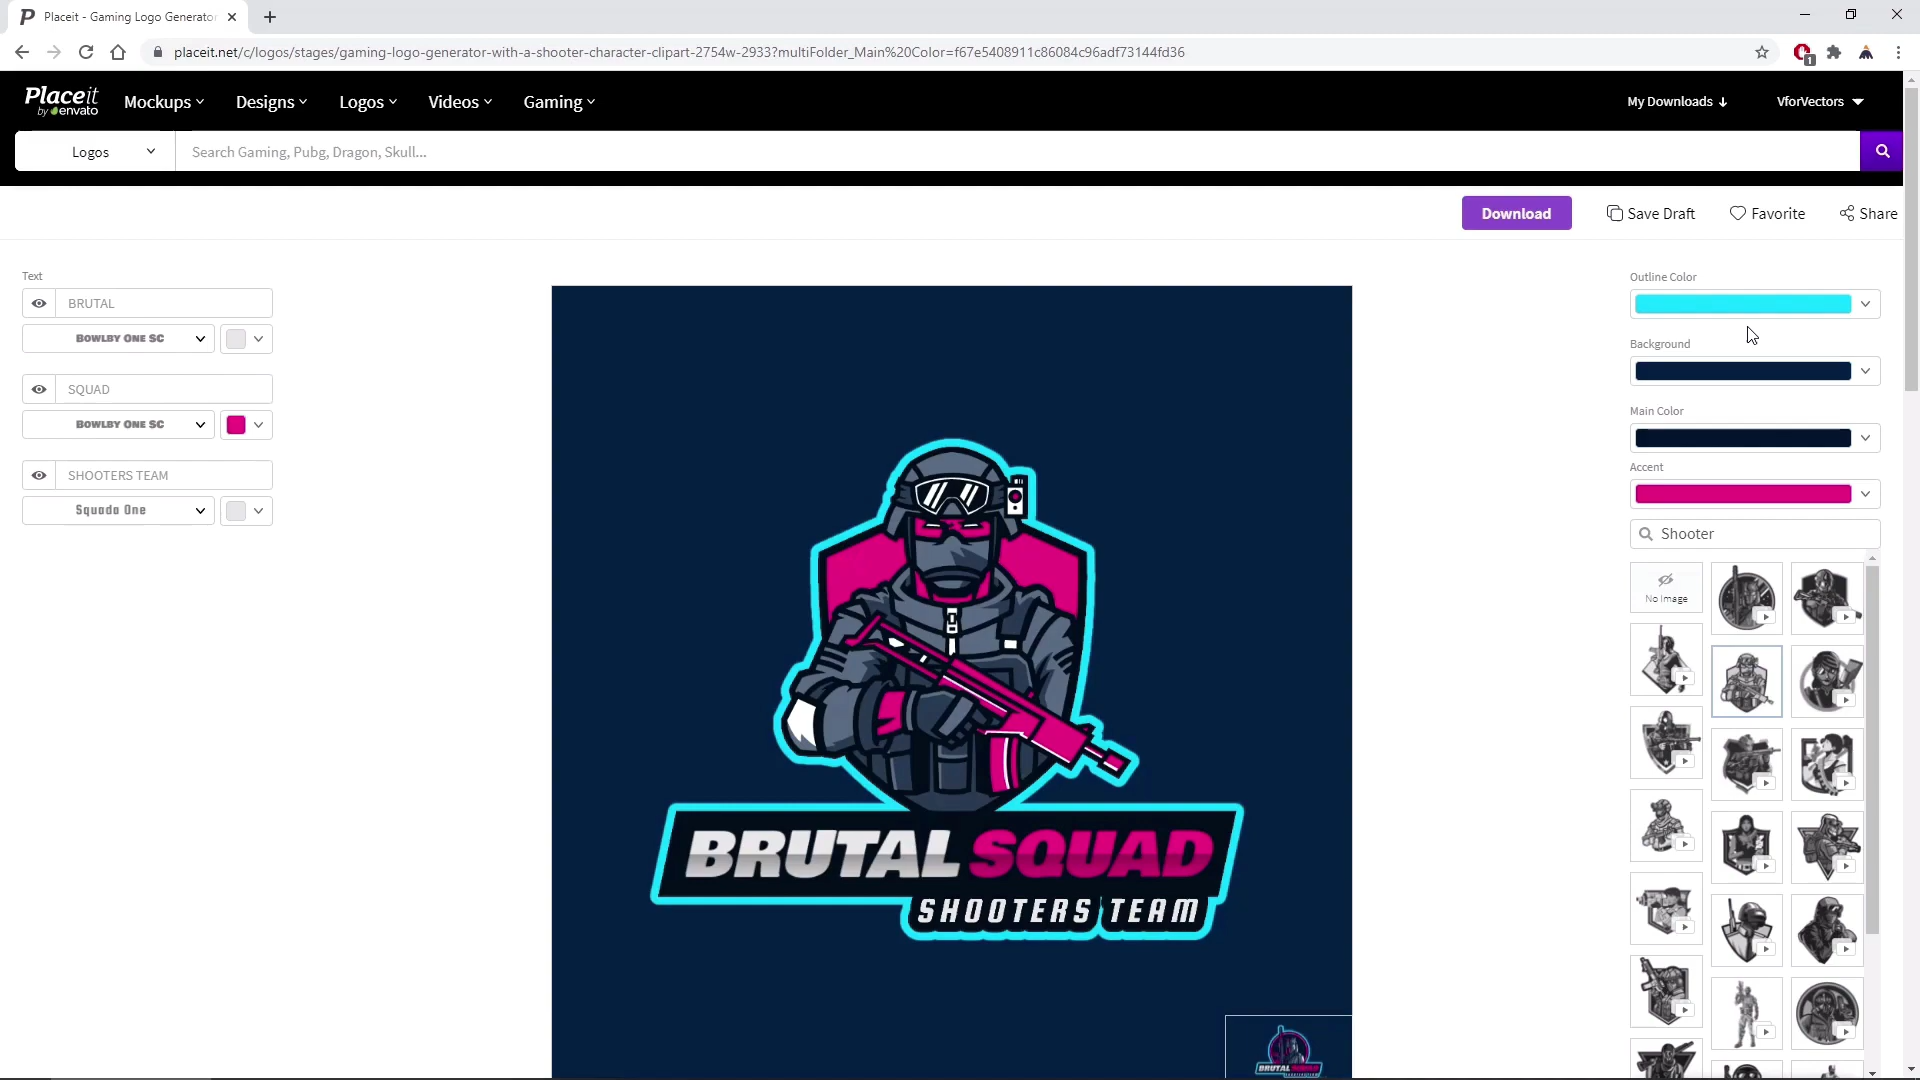 Placeit - Gaming Logo Generator
placeit.net/c/logos/stages/gaming-logo-generator-with-a-shooter-character-clipart-2754w-2933?multiFolder_Main%20Color=f67e5408911c86084c96adf73144fd36
1
Placeit
by envato
Mockups
Designs
Logos
Videos
Gaming
My Downloads
VforVectors
Logos
Search Gaming, Pubg, Dragon, Skull...
Download
Save Draft
Favorite
Share
Text
BRUTAL
BOWLBY ONE SC
SQUAD
BOWLBY ONE SC
SHOOTERS TEAM
Squada One
BRUTAL SQUAD
SHOOTERS TEAM
BRUTAL SQUAD
Outline Color
Background
Main Color
Accent
Shooter
No Image